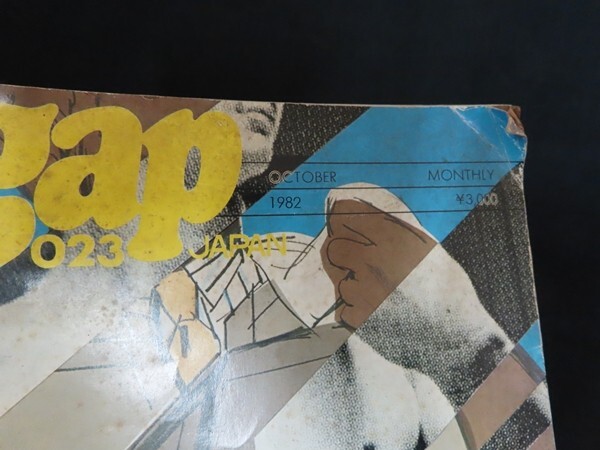 gap
OCTOBER MONTHLY
1982 ¥3,000
023 JAPAN